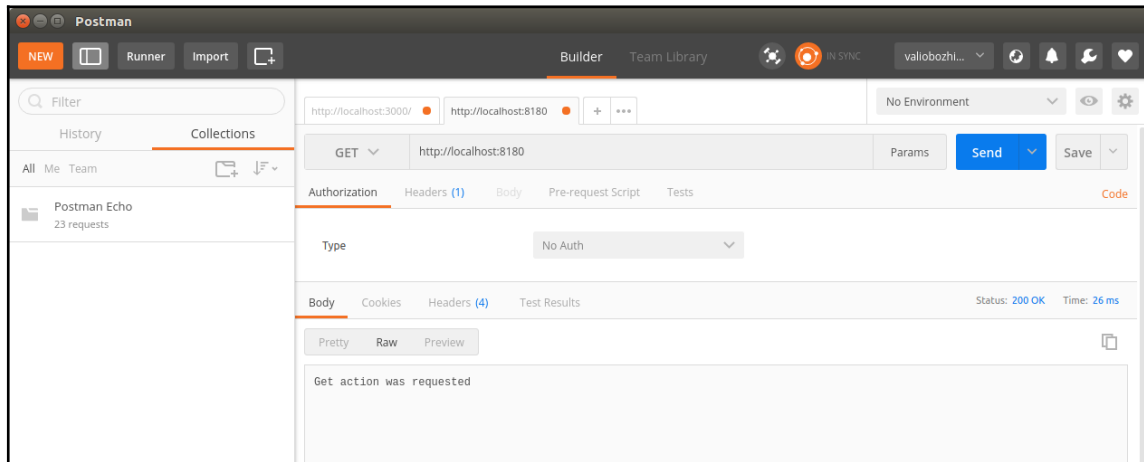 Postman
NEW Runner Import Builder Team Library IN SYNC valiobozhi...
Filter
History Collections
All Me Team
Postman Echo
23 requests
http://localhost:3000/ http://localhost:8180 + ••• No Environment
GET http://localhost:8180 Params Send Save
Authorization Headers (1) Body Pre-request Script Tests Code
Type No Auth
Body Cookies Headers (4) Test Results Status: 200 OK Time: 26 ms
Pretty Raw Preview
Get action was requested